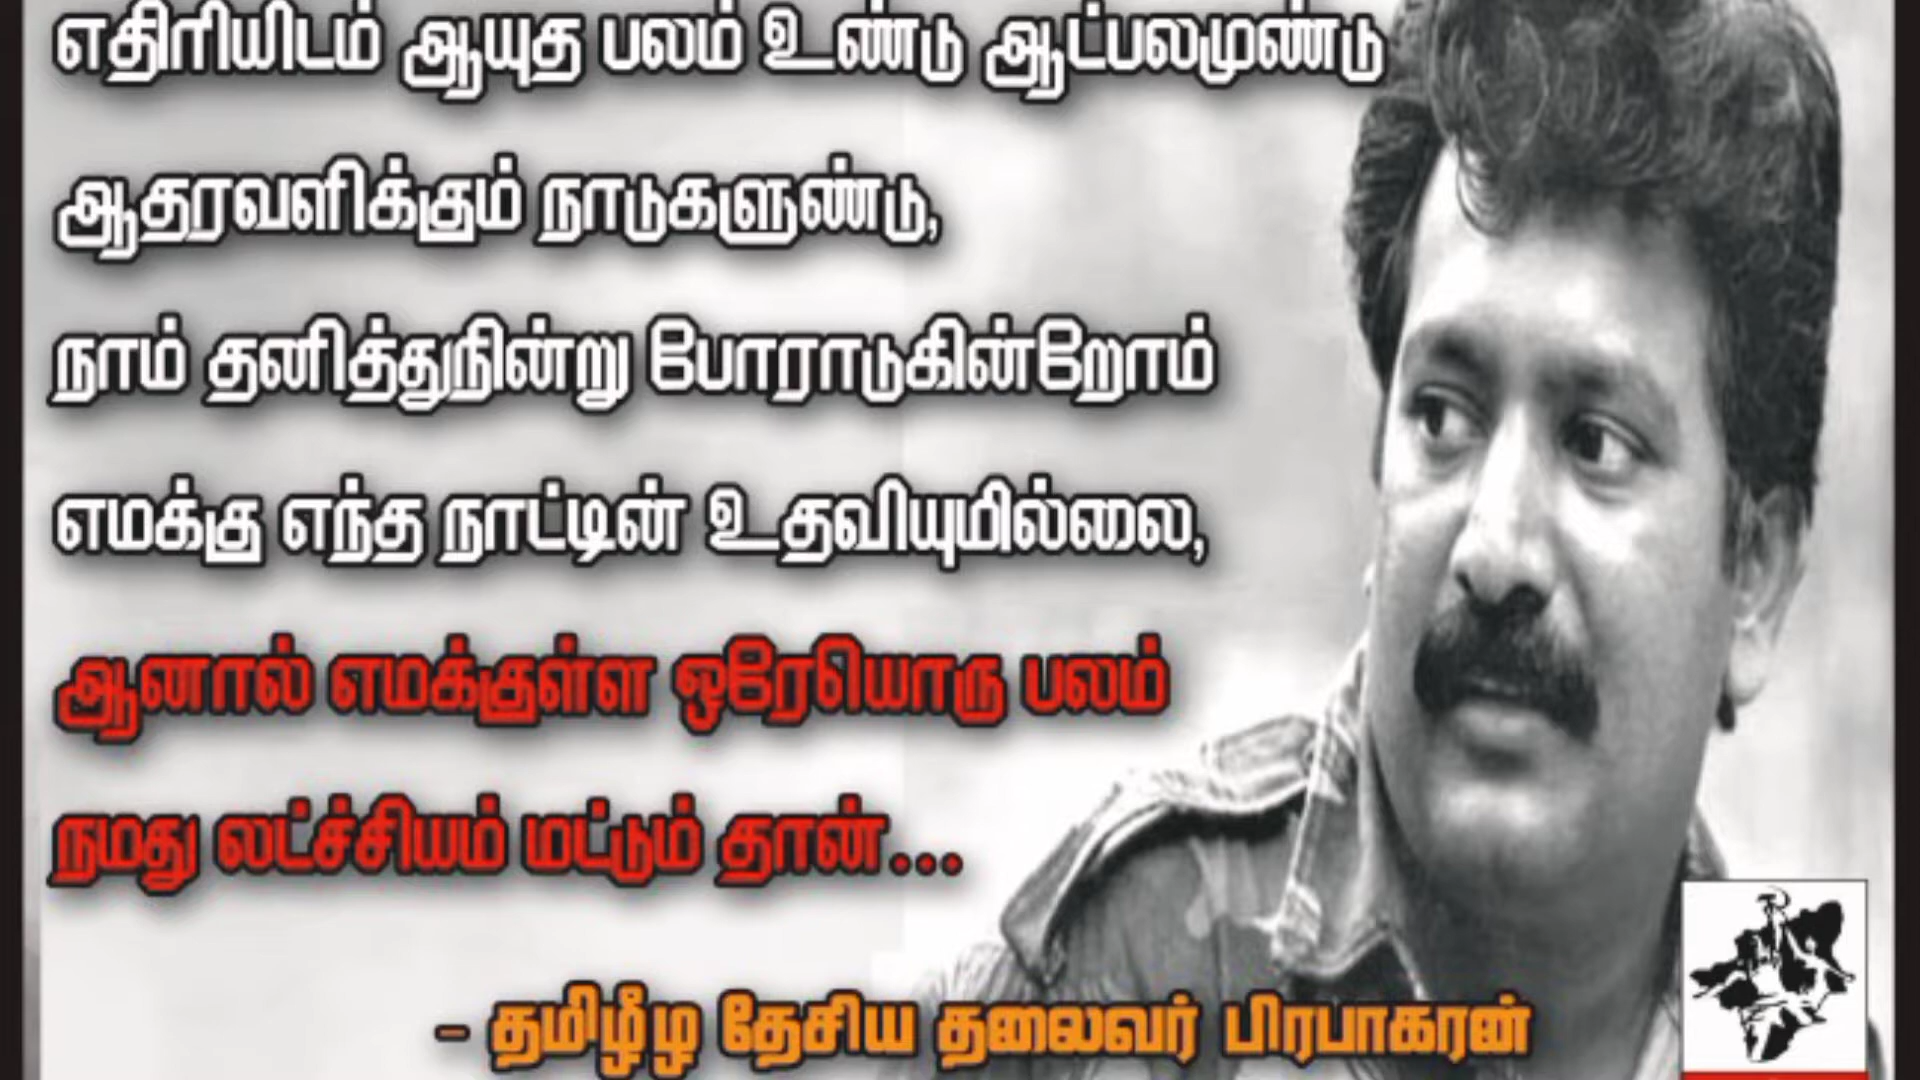 எதிரியிடம் ஆயுத பலம் உண்டு ஆட்பலமுண்டு
ஆதரவளிக்கும் நாடுகளுண்டு,
நாம் தனித்துநின்று போராடுகின்றோம்
எமக்கு எந்த நாட்டின் உதவியுமில்லை,
ஆனால் எமக்குள்ள ஒரேயொரு பலம்
நமது லட்ச்சியம் மட்டும் தான்...
- தமிழீழ தேசிய தலைவர் பிரபாகரன்